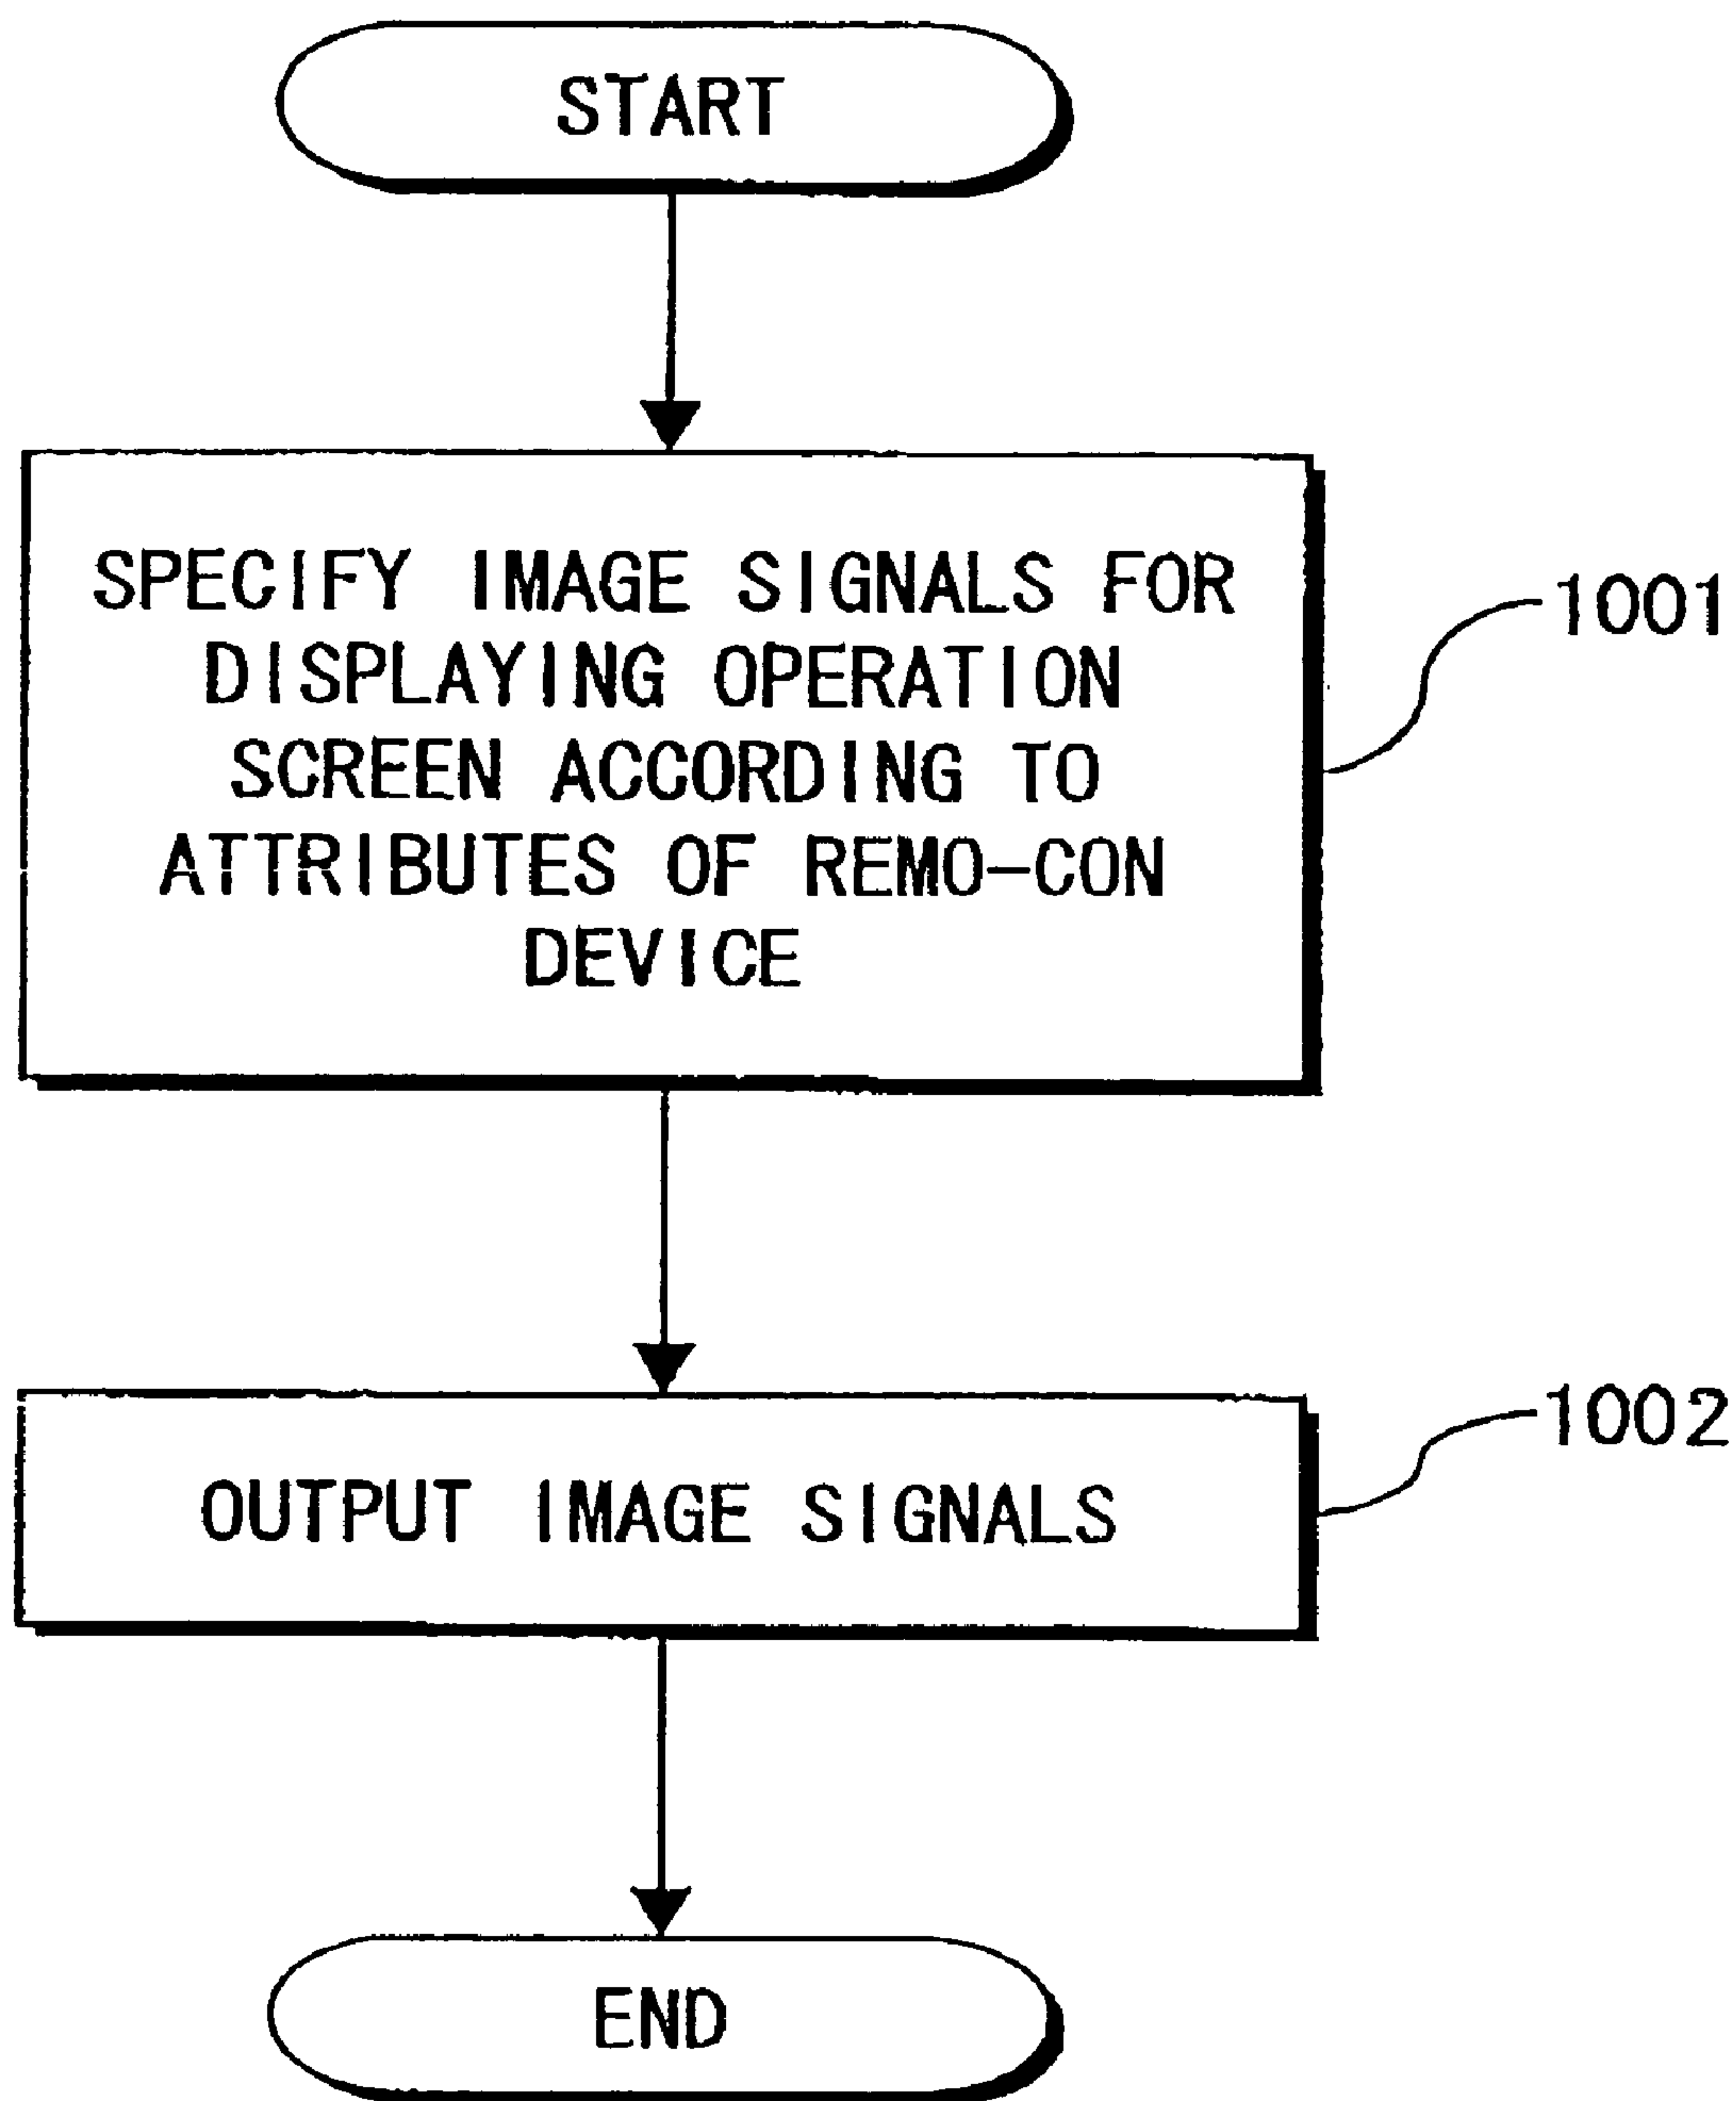 START
SPECIFY IMAGE SIGNALS FOR
DISPLAYING OPERATION
SCREEN ACCORDING TO
ATTRIBUTES OF REMO-CON
DEVICE
1001
OUTPUT IMAGE SIGNALS
1002
END